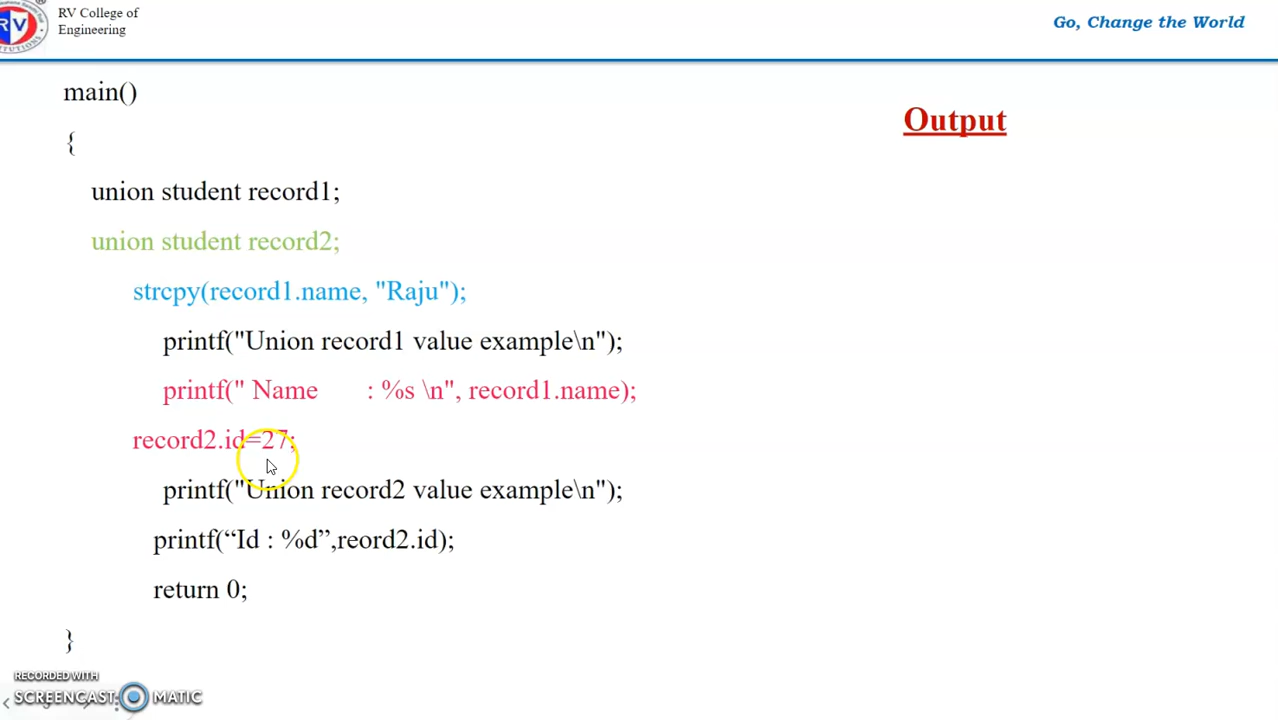 RV College of
Engineering
Go, Change the World
RV
main()
Output
{
union student record1;
union student record2;
strcpy(record1.name, "Raju");
printf("Union record1 value example\n");
printf(" Name : %s \n", record1.name);
record2.id=27;
printf("Union record2 value example\n");
printf(“Id : %d”,reord2.id);
return 0;
}
RECORDED WITH
SCREENCAST MATIC